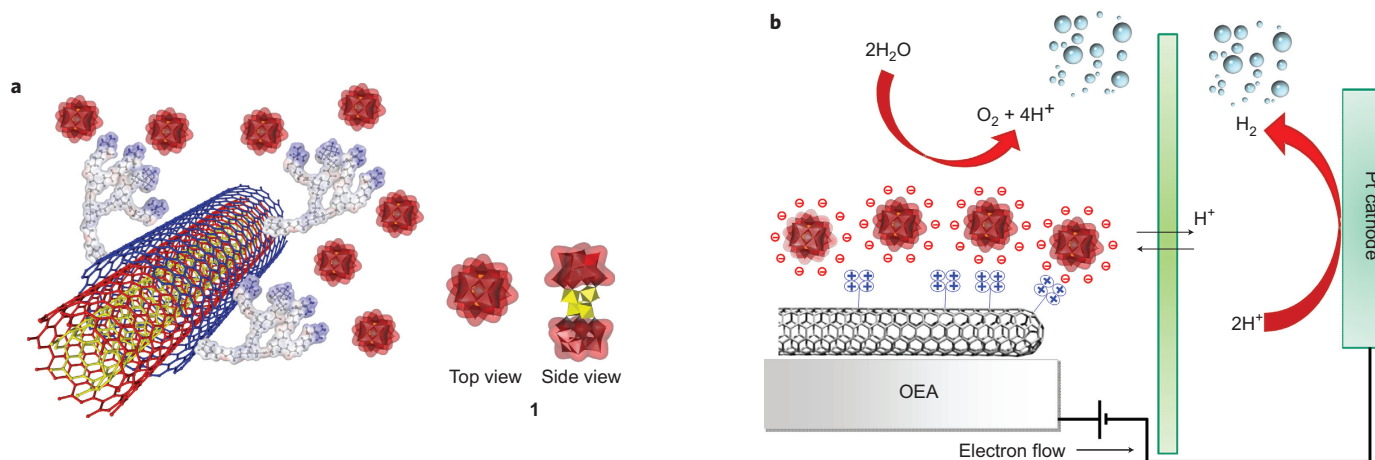 a
Top view
Side view
1
b
2H₂O
O₂ + 4H⁺
H₂
H⁺
2H⁺
Pt cathode
OEA
Electron flow